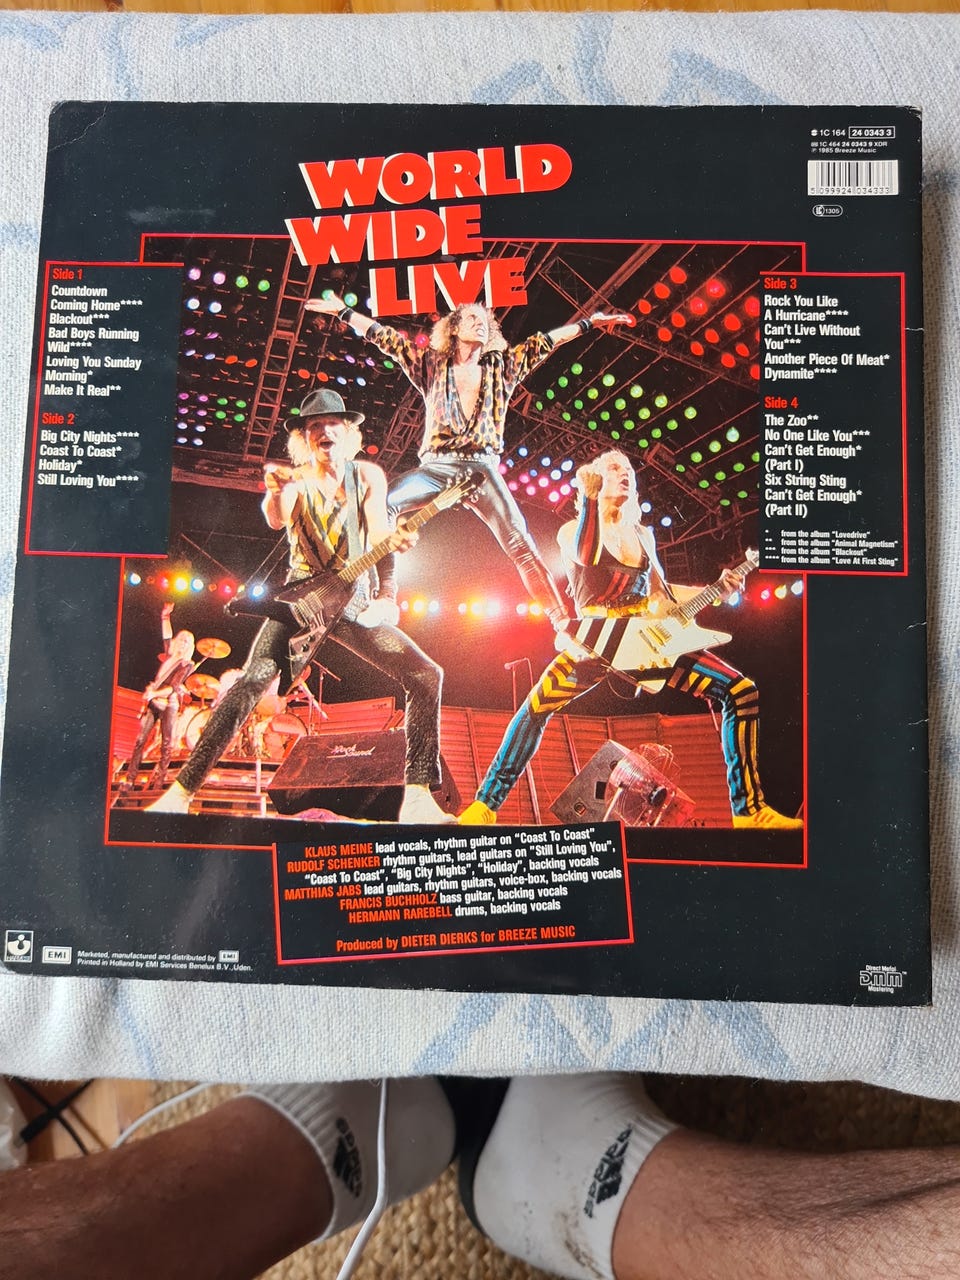 1C 164 24 0343 3
1C 464 24 0343 9 XDR
℗ 1985 Breeze Music
5 099924 034333
1305
WORLD
WIDE
LIVE
Side 1
Countdown
Coming Home****
Blackout***
Bad Boys Running
Wild****
Loving You Sunday
Morning*
Make It Real**
Side 2
Big City Nights****
Coast To Coast*
Holiday*
Still Loving You****
Side 3
Rock You Like
A Hurricane****
Can't Live Without
You***
Another Piece Of Meat*
Dynamite****
Side 4
The Zoo**
No One Like You***
Can't Get Enough*
(Part I)
Six String Sting
Can't Get Enough*
(Part II)
* from the album "Lovedrive"
** from the album "Animal Magnetism"
*** from the album "Blackout"
**** from the album "Love At First Sting"
Rock
Sound
KLAUS MEINE lead vocals, rhythm guitar on "Coast To Coast"
RUDOLF SCHENKER rhythm guitars, lead guitars on "Still Loving You",
"Coast To Coast", "Big City Nights", "Holiday", backing vocals
MATTHIAS JABS lead guitars, rhythm guitars, voice-box, backing vocals
FRANCIS BUCHHOLZ bass guitar, backing vocals
HERMANN RAREBELL drums, backing vocals
Produced by DIETER DIERKS for BREEZE MUSIC
HARVEST
EMI
Marketed, manufactured and distributed by EMI
Printed in Holland by EMI Services Benelux B.V., Uden.
Direct Metal
DMM™
Mastering
adidas
adidas